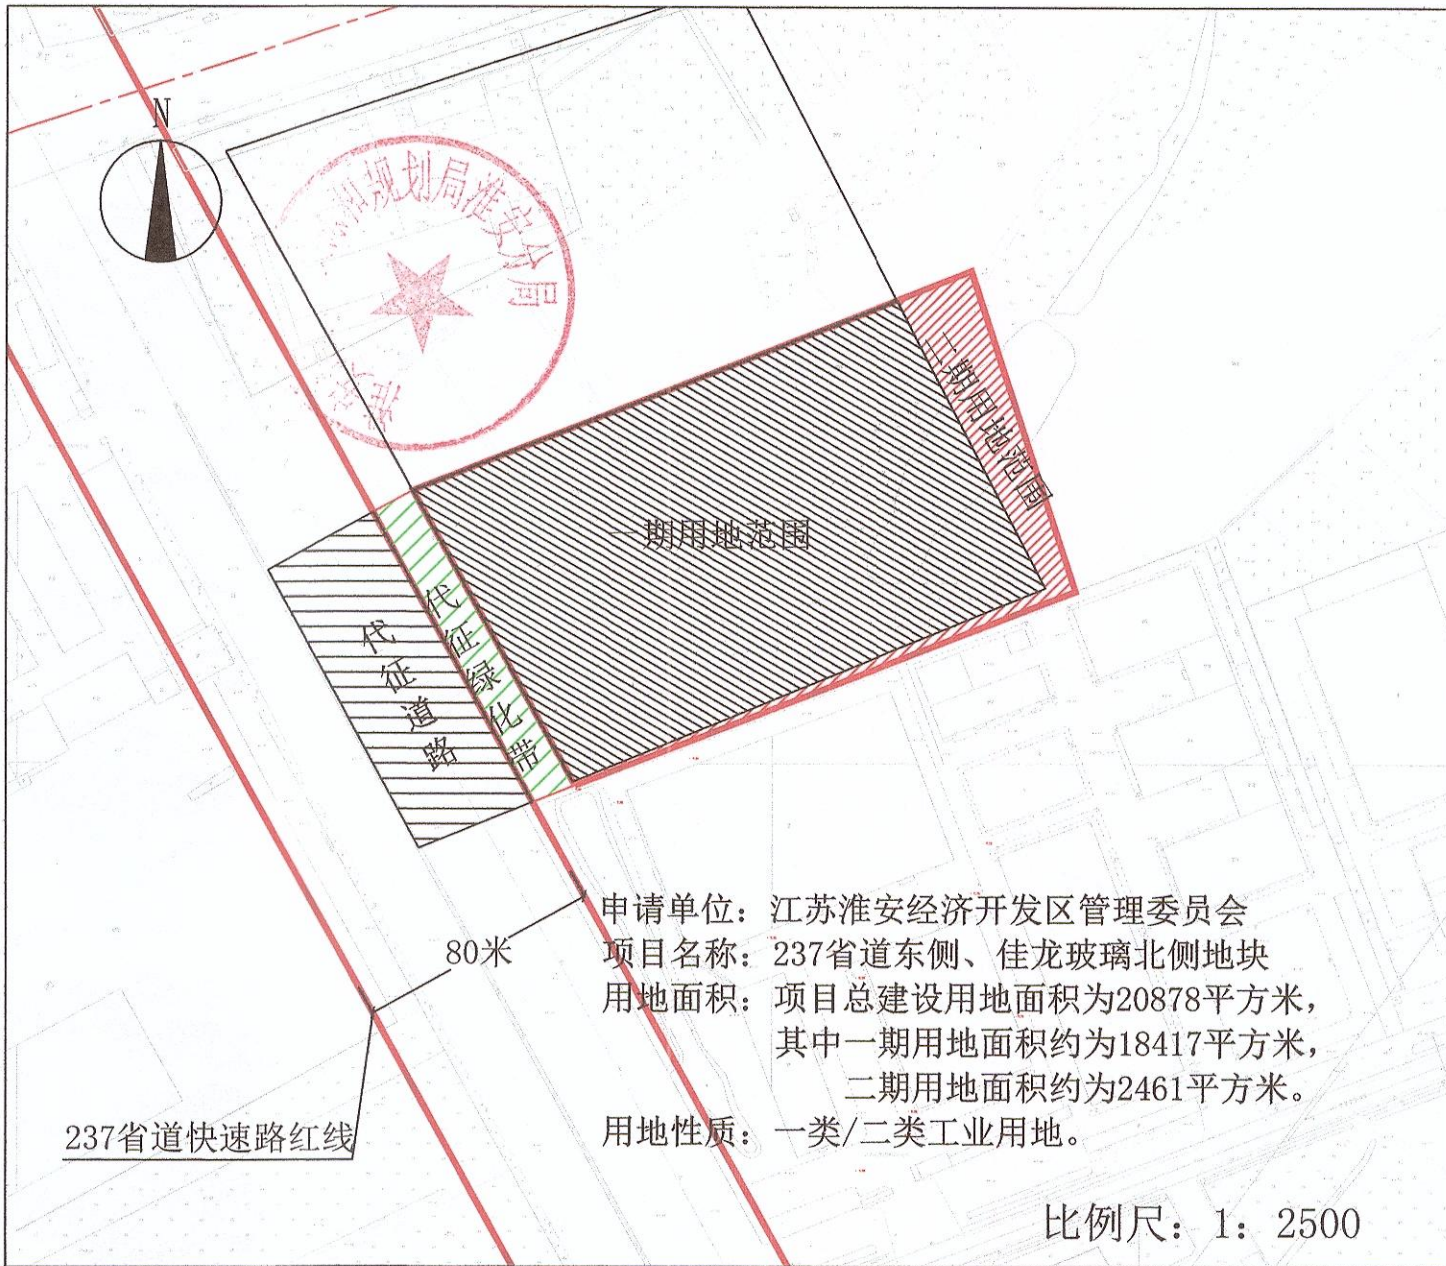 N
规划局淮安分局
二期用地范围
一期用地范围
代征绿化带
代征道路
80米
237省道快速路红线
申请单位：江苏淮安经济开发区管理委员会
项目名称：237省道东侧、佳龙玻璃北侧地块
用地面积：项目总建设用地面积为20878平方米，
其中一期用地面积约为18417平方米，
二期用地面积约为2461平方米。
用地性质：一类/二类工业用地。
比例尺：1：2500